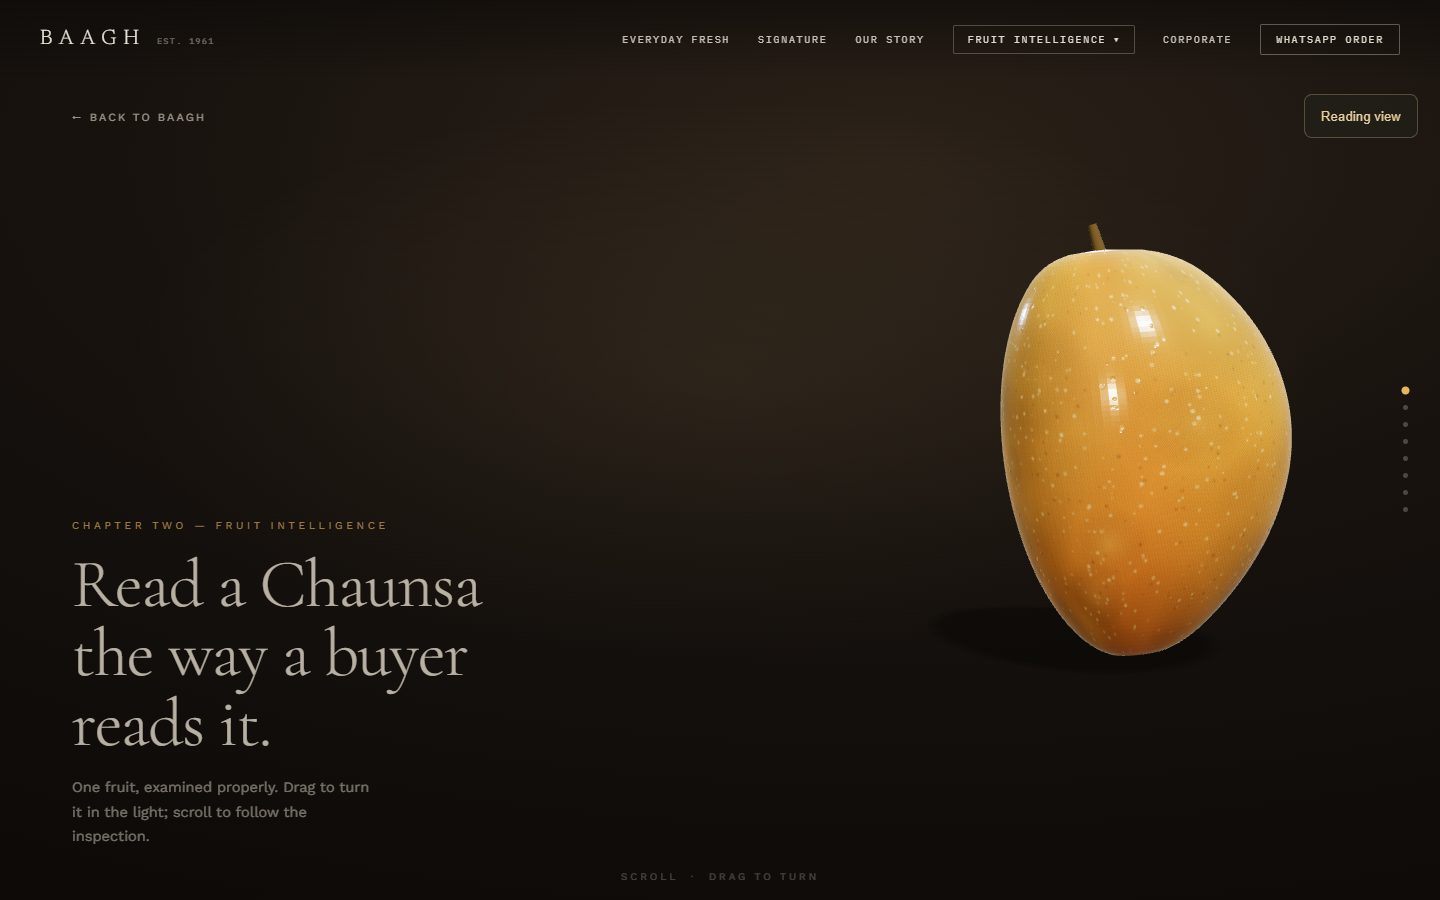 BAAGH EST. 1961
EVERYDAY FRESH SIGNATURE OUR STORY FRUIT INTELLIGENCE ▾ CORPORATE WHATSAPP ORDER
← BACK TO BAAGH
Reading view
CHAPTER TWO — FRUIT INTELLIGENCE
Read a Chaunsa
the way a buyer
reads it.
One fruit, examined properly. Drag to turn
it in the light; scroll to follow the
inspection.
SCROLL · DRAG TO TURN